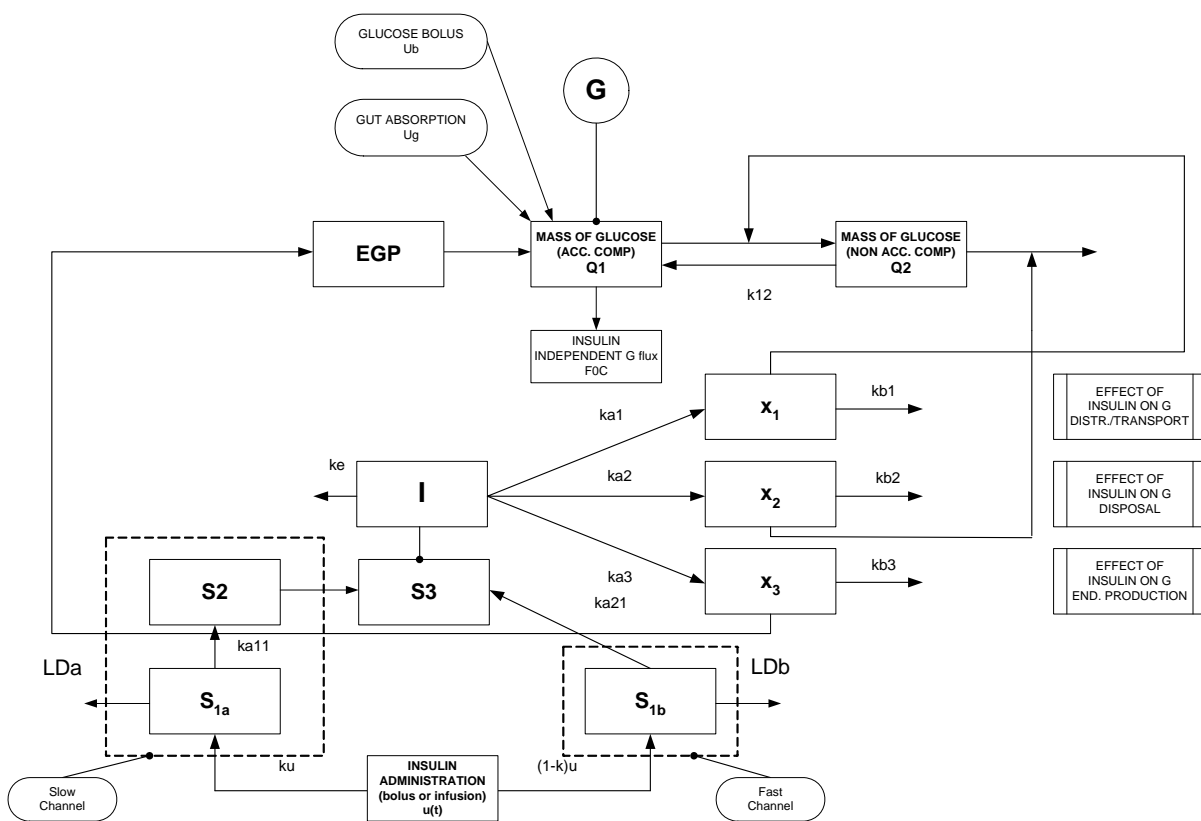 GLUCOSE BOLUS
Ub
G
GUT ABSORPTION
Ug
EGP
MASS OF GLUCOSE
(ACC. COMP)
Q1
MASS OF GLUCOSE
(NON ACC. COMP)
Q2
k12
INSULIN
INDEPENDENT G flux
F0C
x1
kb1
EFFECT OF
INSULIN ON G
DISTR./TRANSPORT
ka1
ke
I
ka2
x2
kb2
EFFECT OF
INSULIN ON G
DISPOSAL
S2
S3
ka3
ka21
x3
kb3
EFFECT OF
INSULIN ON G
END. PRODUCTION
ka11
LDa
S1a
S1b
LDb
ku
INSULIN
ADMINISTRATION
(bolus or infusion)
u(t)
(1-k)u
Slow
Channel
Fast
Channel